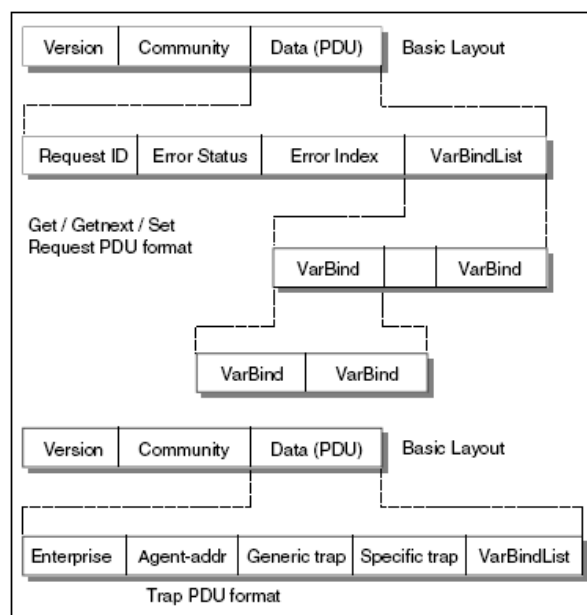 Version Community Data (PDU) Basic Layout
Request ID Error Status Error Index VarBindList
Get / Getnext / Set
Request PDU format
VarBind VarBind
VarBind VarBind
Version Community Data (PDU) Basic Layout
Enterprise Agent-addr Generic trap Specific trap VarBindList
Trap PDU format